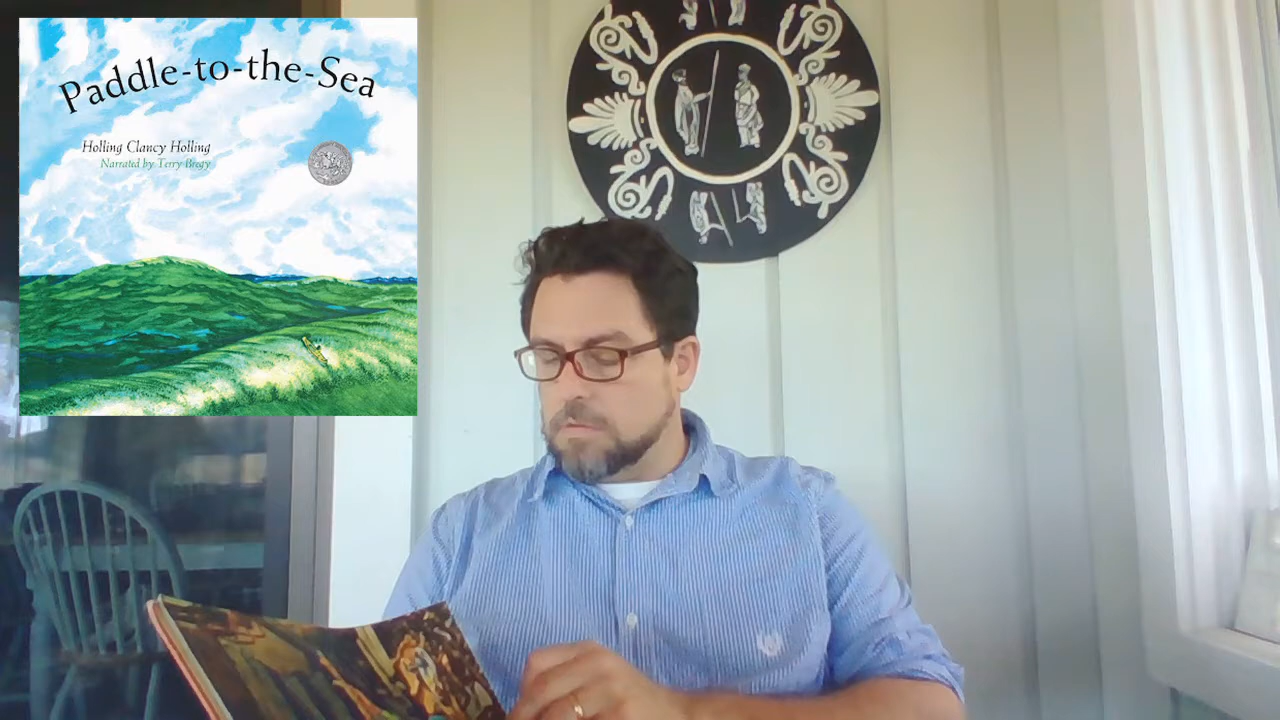 Paddle-to-the-Sea
Holling Clancy Holling
Narrated by Terry Bregy